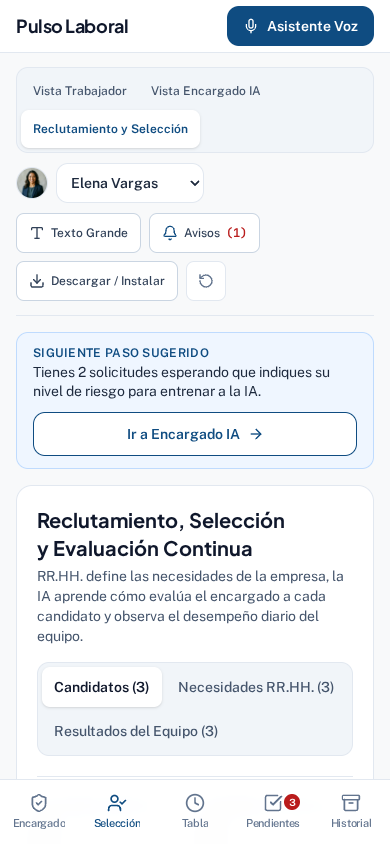 Pulso Laboral
Asistente Voz
Vista Trabajador
Vista Encargado IA
Reclutamiento y Selección
Elena Vargas
Texto Grande
Avisos (1)
Descargar / Instalar
SIGUIENTE PASO SUGERIDO
Tienes 2 solicitudes esperando que indiques su
nivel de riesgo para entrenar a la IA.
Ir a Encargado IA
Reclutamiento, Selección
y Evaluación Continua
RR.HH. define las necesidades de la empresa, la
IA aprende cómo evalúa el encargado a cada
candidato y observa el desempeño diario del
equipo.
Candidatos (3)
Necesidades RR.HH. (3)
Resultados del Equipo (3)
Encargado
Selección
Tabla
3
Pendientes
Historial